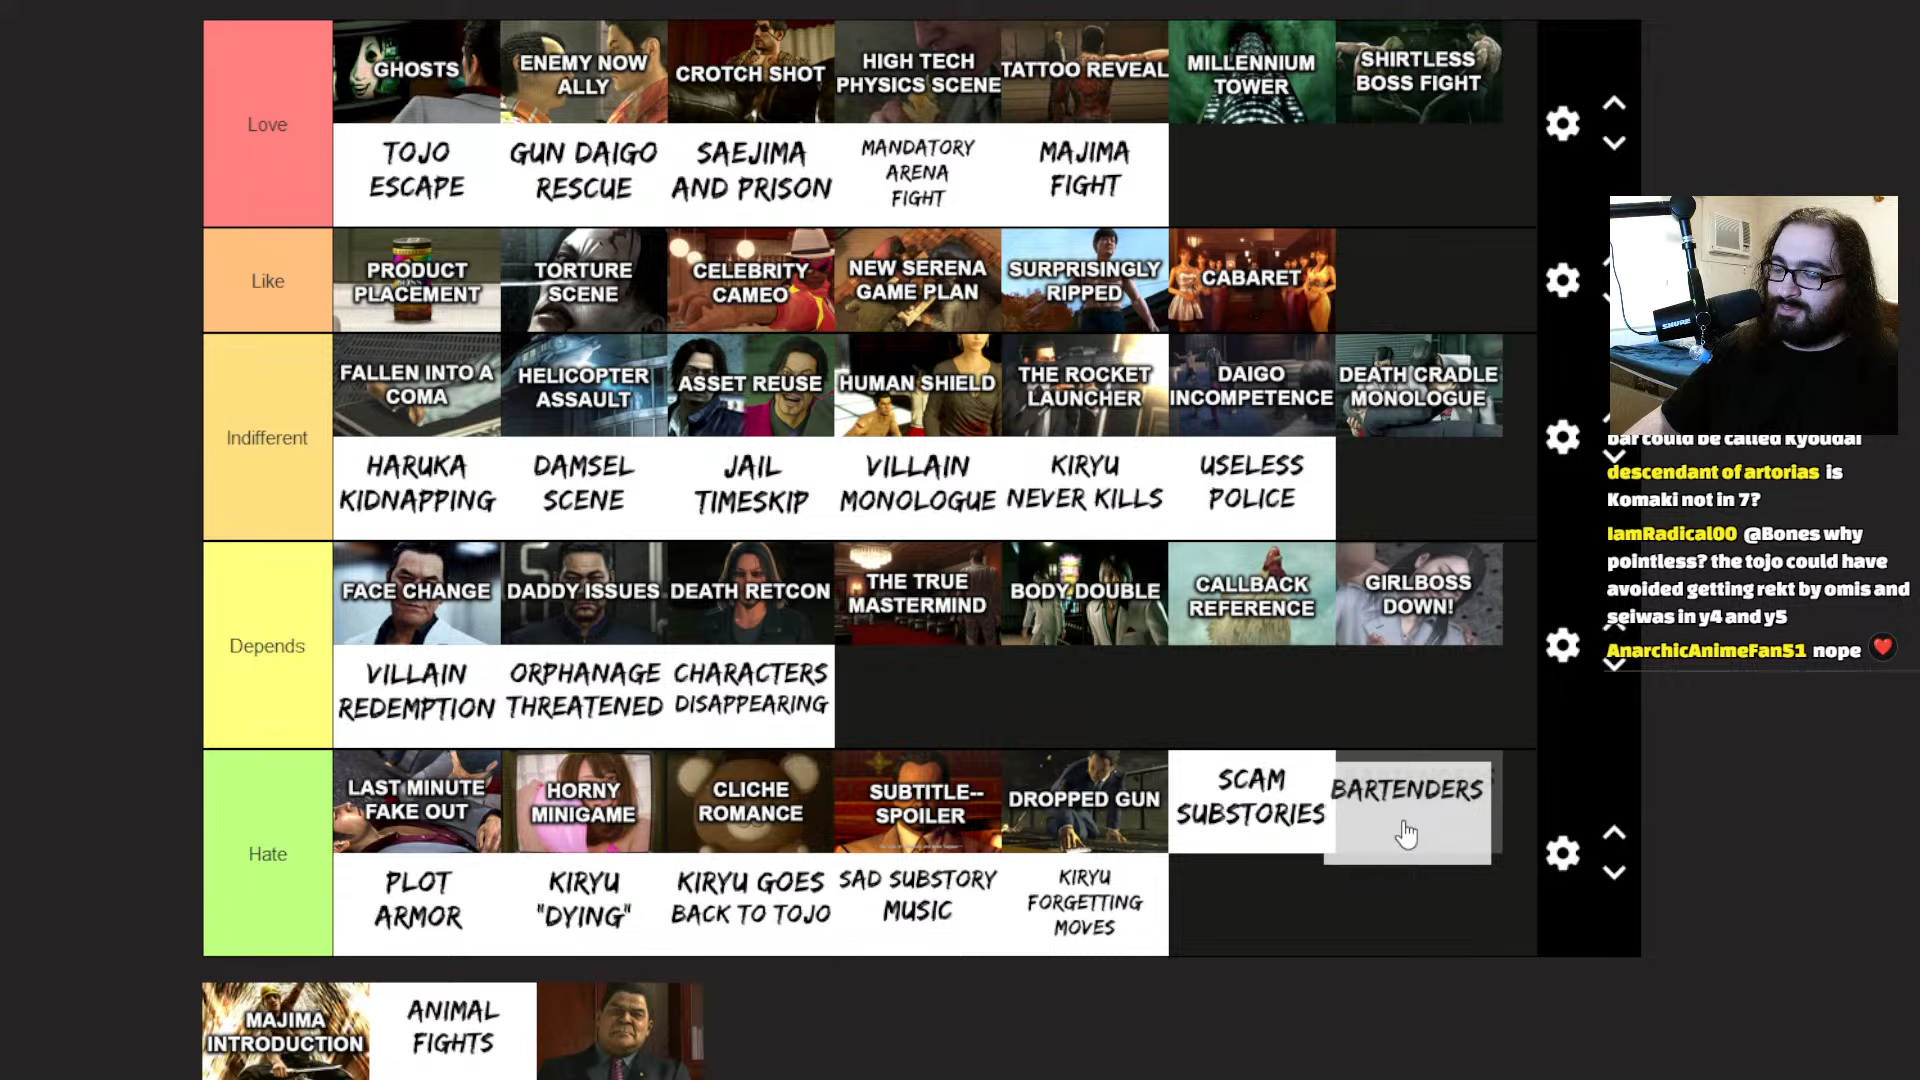 Love
GHOSTS
ENEMY NOW
ALLY
CROTCH SHOT
HIGH TECH
PHYSICS SCENE
TATTOO REVEAL
MILLENNIUM
TOWER
SHIRTLESS
BOSS FIGHT
TOJO
ESCAPE
GUN DAIGO
RESCUE
SAEJIMA
AND PRISON
MANDATORY
ARENA
FIGHT
MAJIMA
FIGHT
Like
PRODUCT
PLACEMENT
TORTURE
SCENE
CELEBRITY
CAMEO
NEW SERENA
GAME PLAN
SURPRISINGLY
RIPPED
CABARET
Indifferent
FALLEN INTO A
COMA
HELICOPTER
ASSAULT
ASSET REUSE
HUMAN SHIELD
THE ROCKET
LAUNCHER
DAIGO
INCOMPETENCE
DEATH CRADLE
MONOLOGUE
HARUKA
KIDNAPPING
DAMSEL
SCENE
JAIL
TIMESKIP
VILLAIN
MONOLOGUE
KIRYU
NEVER KILLS
USELESS
POLICE
Depends
FACE CHANGE
DADDY ISSUES
DEATH RETCON
THE TRUE
MASTERMIND
BODY DOUBLE
CALLBACK
REFERENCE
GIRLBOSS
DOWN!
VILLAIN
REDEMPTION
ORPHANAGE
THREATENED
CHARACTERS
DISAPPEARING
Hate
LAST MINUTE
FAKE OUT
HORNY
MINIGAME
CLICHE
ROMANCE
SUBTITLE--
SPOILER
DROPPED GUN
SCAM
SUBSTORIES
BARTENDERS
PLOT
ARMOR
KIRYU
"DYING"
KIRYU GOES
BACK TO TOJO
SAD SUBSTORY
MUSIC
KIRYU
FORGETTING
MOVES
MAJIMA
INTRODUCTION
ANIMAL
FIGHTS
SHURE
bar could be called Kyoudai
descendant of artorias is
Komaki not in 7?
IamRadical00 @Bones why
pointless? the tojo could have
avoided getting rekt by omis and
seiwas in y4 and y5
AnarchicAnimeFan51 nope ❤️